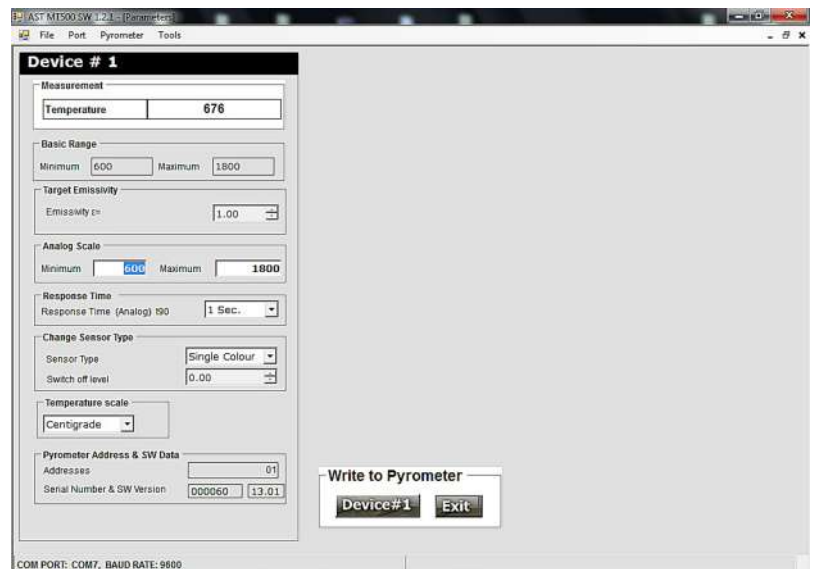 AST MT500 SW 1.2.1 - [Parameters]
File Port Pyrometer Tools
Device # 1
Measurement
Temperature 676
Basic Range
Minimum 600 Maximum 1800
Target Emissivity
Emissivity ε= 1.00
Analog Scale
Minimum 600 Maximum 1800
Response Time
Response Time (Analog) t90 1 Sec.
Change Sensor Type
Sensor Type Single Colour
Switch off level 0.00
Temperature scale
Centigrade
Pyrometer Address & SW Data
Addresses 01
Serial Number & SW Version 000060 13.01
Write to Pyrometer
Device#1 Exit
COM PORT: COM7, BAUD RATE: 9600